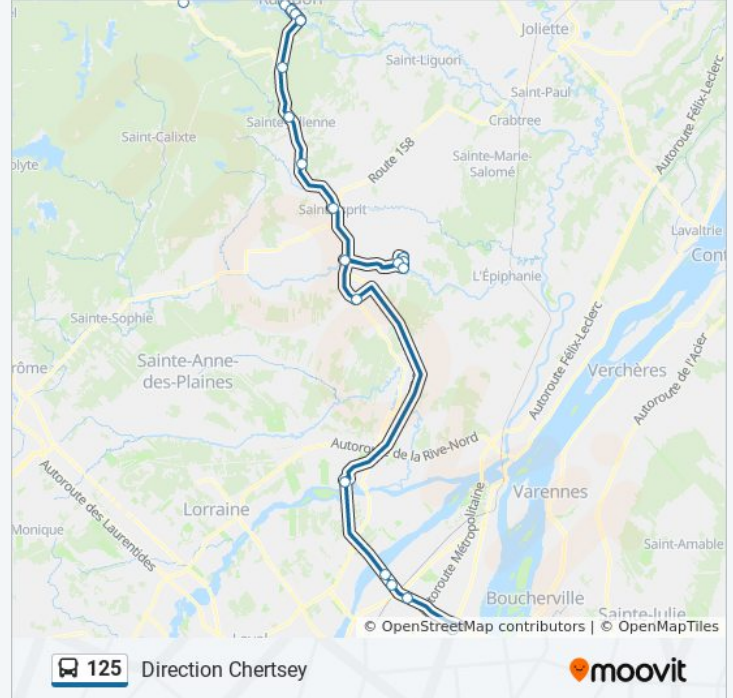 Joliette
Saint-Liguori
Saint-Paul
Crabtree
Saint-Calixte
Route 158
Sainte-Marie-
Salomé
Autoroute Félix-Leclerc
Lavaltrie
L'Épiphanie
Sainte-Sophie
Sainte-Anne-
des-Plaines
Autoroute Félix-Leclerc
Verchères
Autoroute de l'Acier
Autoroute de la Rive-Nord
Autoroute des Laurentides
Varennes
Lorraine
Monique
Saint-Amable
Boucherville
Sainte-Julie
© OpenStreetMap contributors | © OpenMapTiles
125 Direction Chertsey
moovit